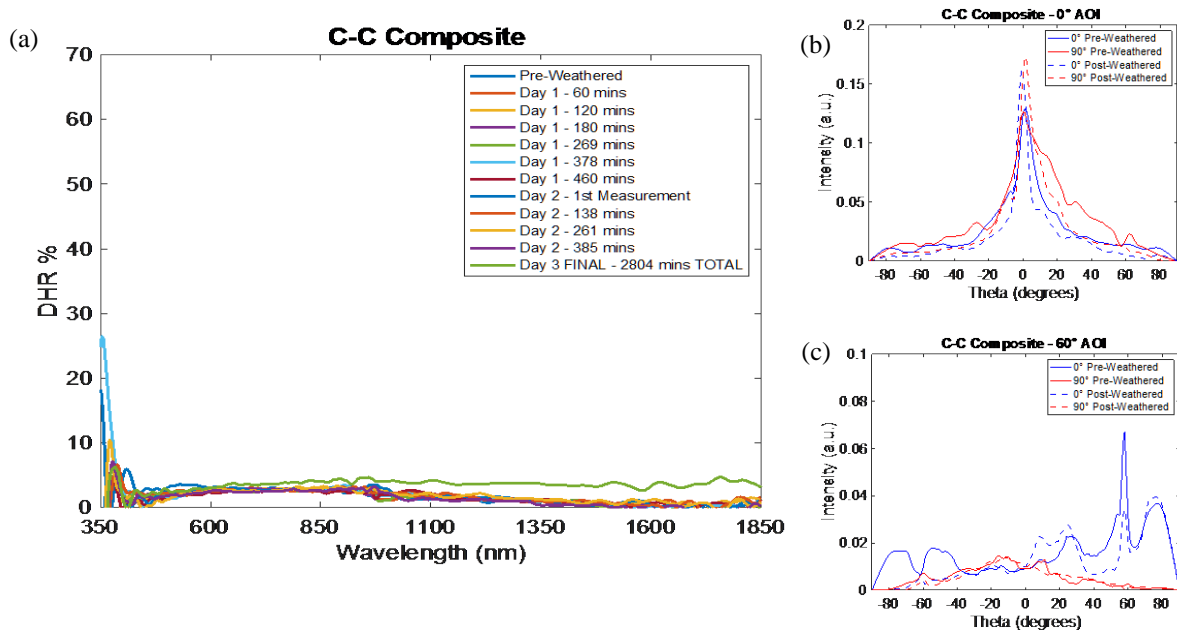 (a)
C-C Composite
DHR %
70
60
50
40
30
20
10
0
350
600
850
1100
1350
1600
1850
Wavelength (nm)
Pre-Weathered
Day 1 - 60 mins
Day 1 - 120 mins
Day 1 - 180 mins
Day 1 - 269 mins
Day 1 - 378 mins
Day 1 - 460 mins
Day 2 - 1st Measurement
Day 2 - 138 mins
Day 2 - 261 mins
Day 2 - 385 mins
Day 3 FINAL - 2804 mins TOTAL
(b)
C-C Composite - 0° AOI
Intensity (a.u.)
0.2
0.15
0.1
0.05
0
-80
-60
-40
-20
0
20
40
60
80
Theta (degrees)
0° Pre-Weathered
90° Pre-Weathered
0° Post-Weathered
90° Post-Weathered
(c)
C-C Composite - 60° AOI
Intensity (a.u.)
0.1
0.08
0.06
0.04
0.02
0
-80
-60
-40
-20
0
20
40
60
80
Theta (degrees)
0° Pre-Weathered
90° Pre-Weathered
0° Post-Weathered
90° Post-Weathered